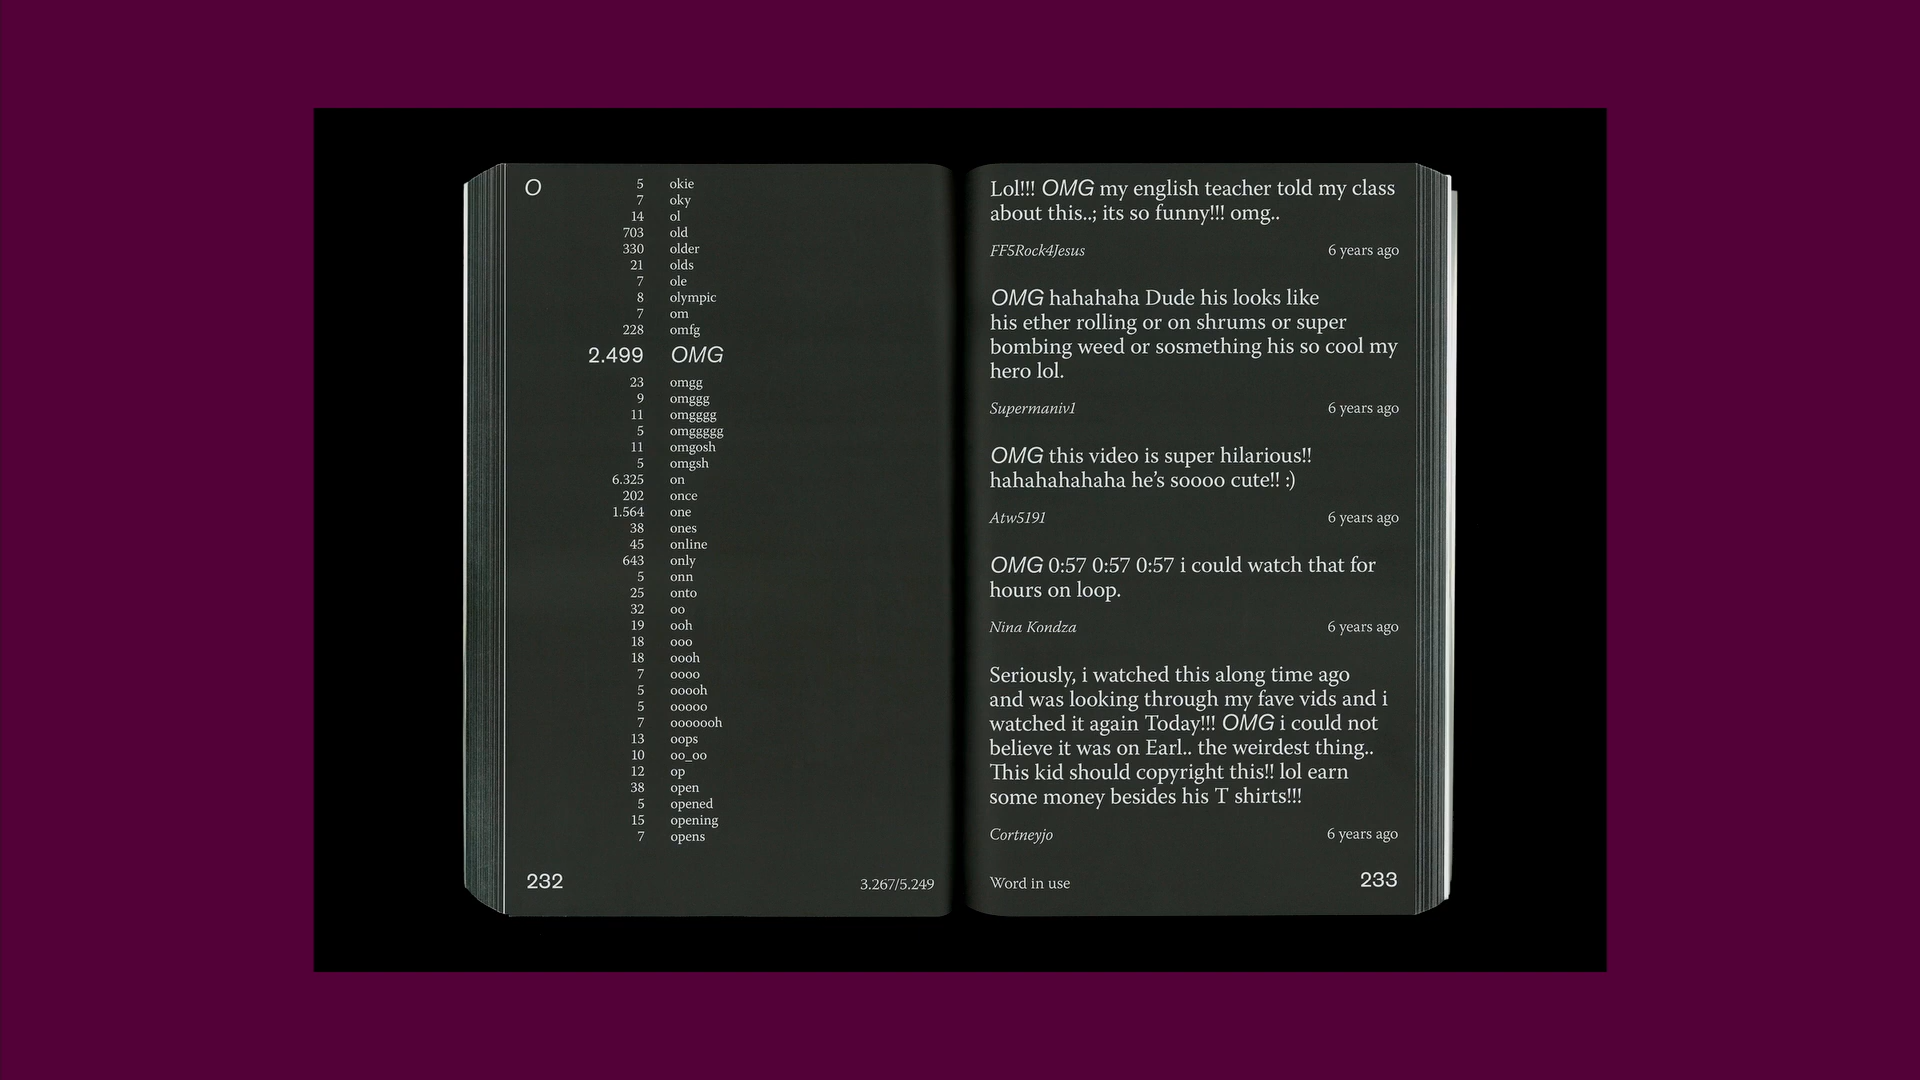 O
5 okie
7 oky
14 ol
703 old
330 older
21 olds
7 ole
8 olympic
7 om
228 omfg
2.499 OMG
23 omgg
9 omggg
11 omgggg
5 omggggg
11 omgosh
5 omgsh
6.325 on
202 once
1.564 one
38 ones
45 online
643 only
5 onn
25 onto
32 oo
19 ooh
18 ooo
18 oooh
7 oooo
5 ooooh
5 ooooo
7 ooooooh
13 oops
10 oo_oo
12 op
38 open
5 opened
15 opening
7 opens
232
3.267/5.249
Lol!!! OMG my english teacher told my class
about this..; its so funny!!! omg..
FF5Rock4Jesus 6 years ago
OMG hahahaha Dude his looks like
his ether rolling or on shrums or super
bombing weed or sosmething his so cool my
hero lol.
Supermaniv1 6 years ago
OMG this video is super hilarious!!
hahahahahaha he’s soooo cute!! :)
Atw5191 6 years ago
OMG 0:57 0:57 0:57 i could watch that for
hours on loop.
Nina Kondza 6 years ago
Seriously, i watched this along time ago
and was looking through my fave vids and i
watched it again Today!!! OMG i could not
believe it was on Earl.. the weirdest thing..
This kid should copyright this!! lol earn
some money besides his T shirts!!!
Cortneyjo 6 years ago
Word in use
233